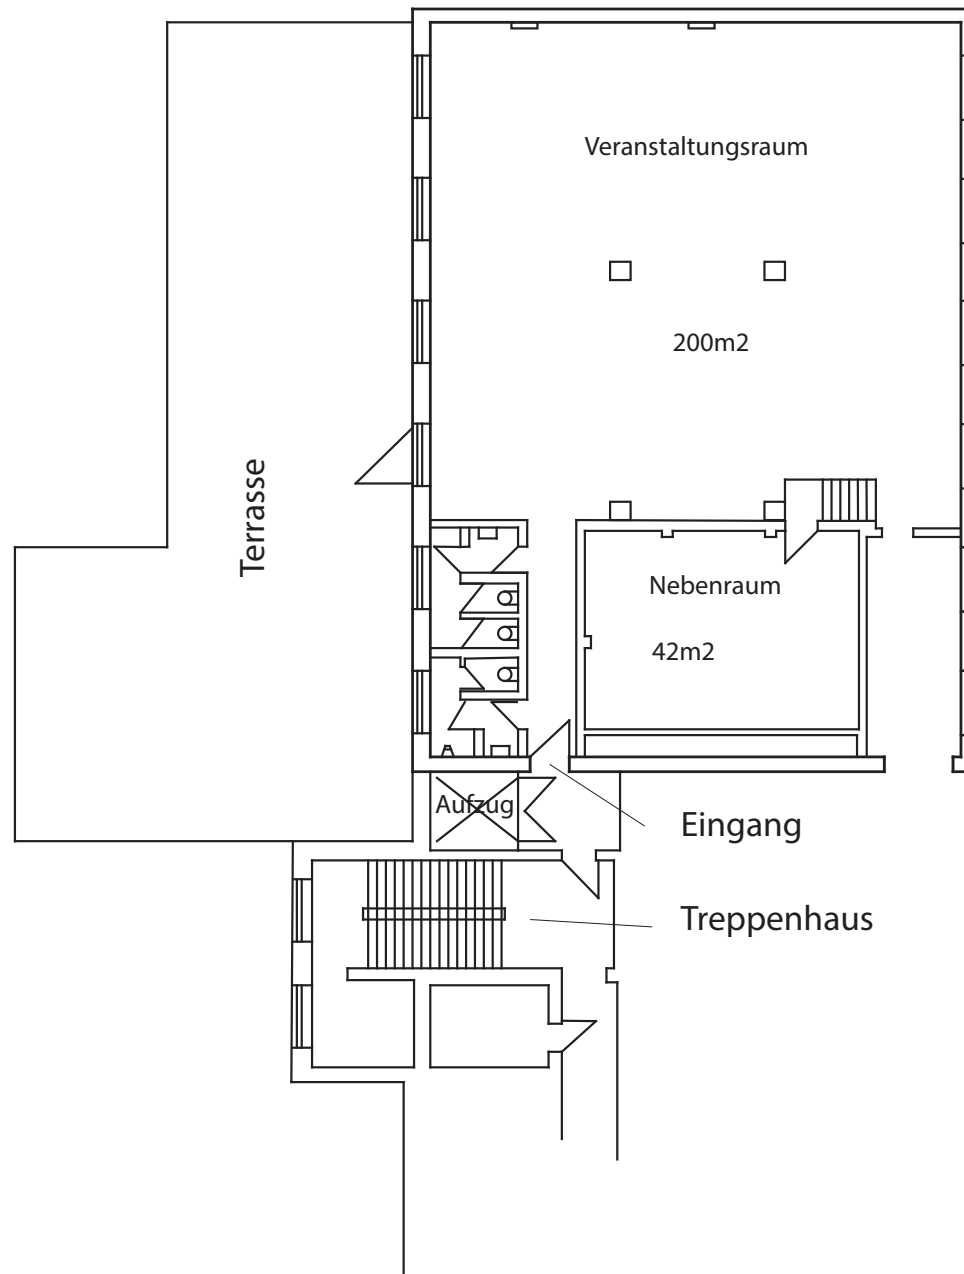 Veranstaltungsraum
200m2
Terrasse
Nebenraum
42m2
Aufzug
Eingang
Treppenhaus